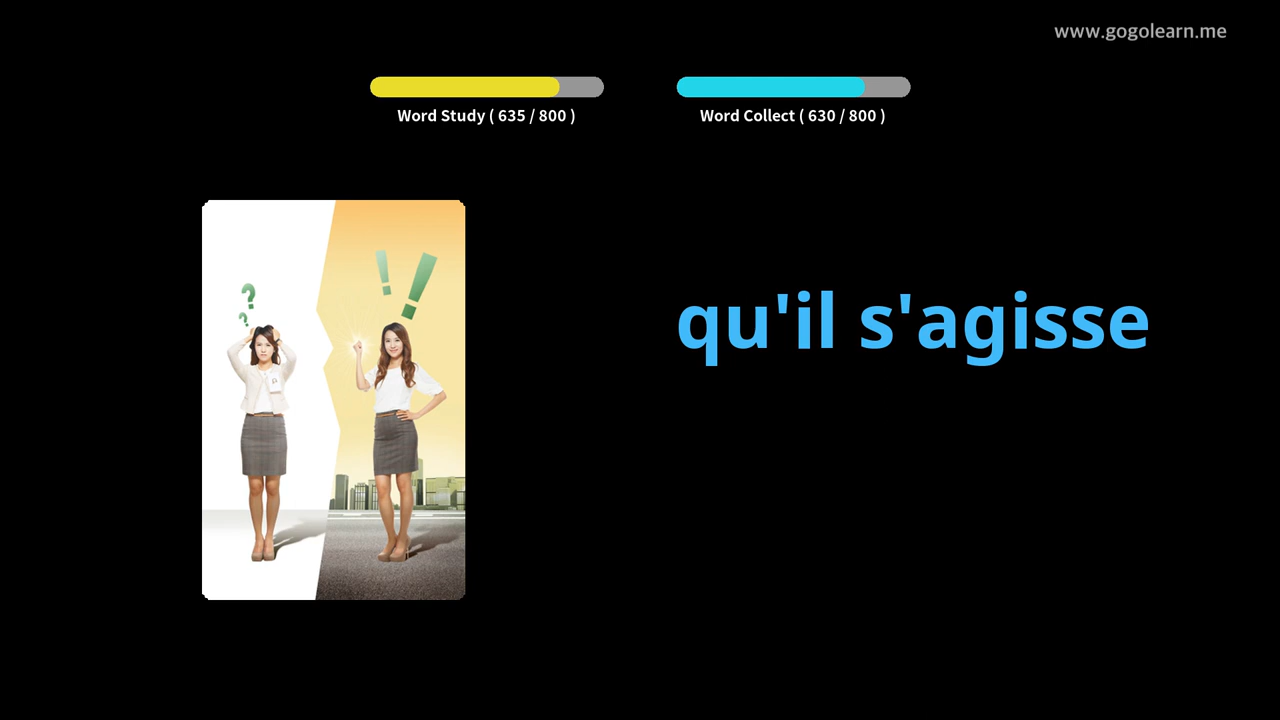 www.gogolearn.me
Word Study ( 635 / 800 )
Word Collect ( 630 / 800 )
? ?
! !
qu'il s'agisse